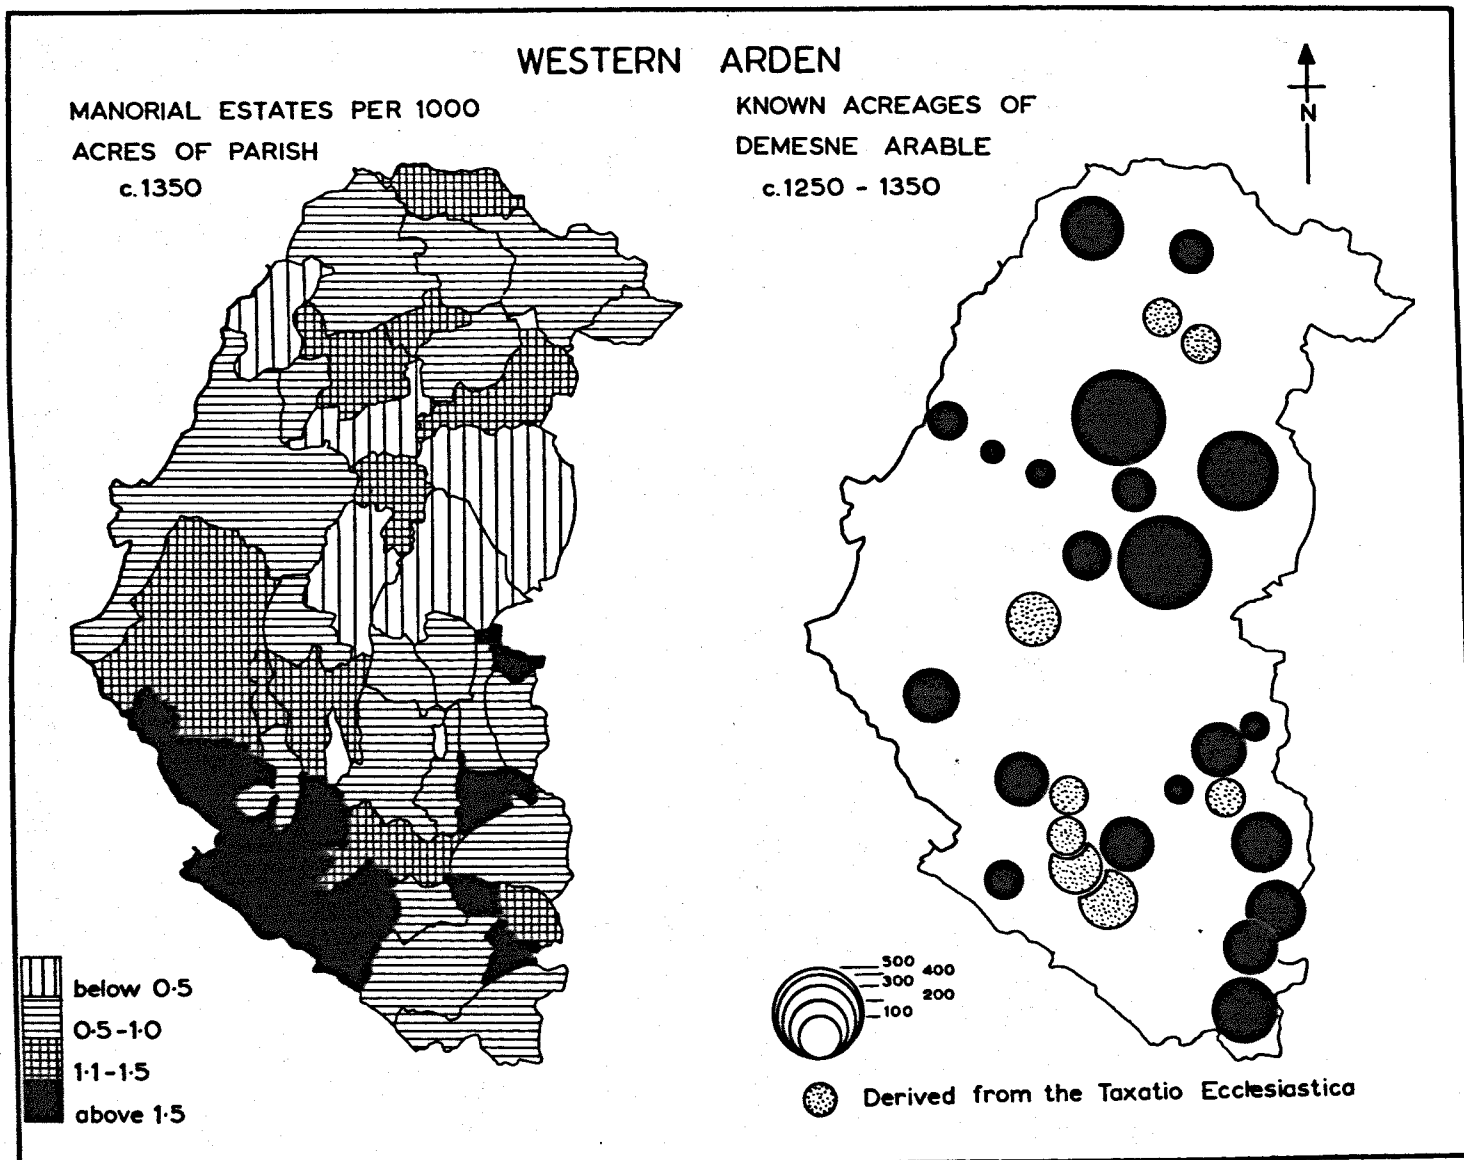 WESTERN ARDEN
MANORIAL ESTATES PER 1000
ACRES OF PARISH
c.1350
KNOWN ACREAGES OF
DEMESNE ARABLE
c.1250 - 1350
N
below 0·5
0·5-1·0
1·1-1·5
above 1·5
500
400
300
200
100
Derived from the Taxatio Ecclesiastica